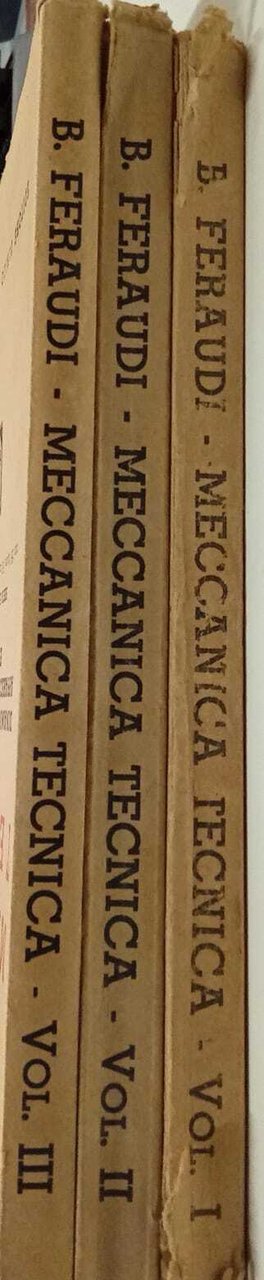 B. FERAUDI - MECCANICA TECNICA - VOL. III
B. FERAUDI - MECCANICA TECNICA - VOL. II
B. FERAUDI - MECCANICA TECNICA - VOL. I